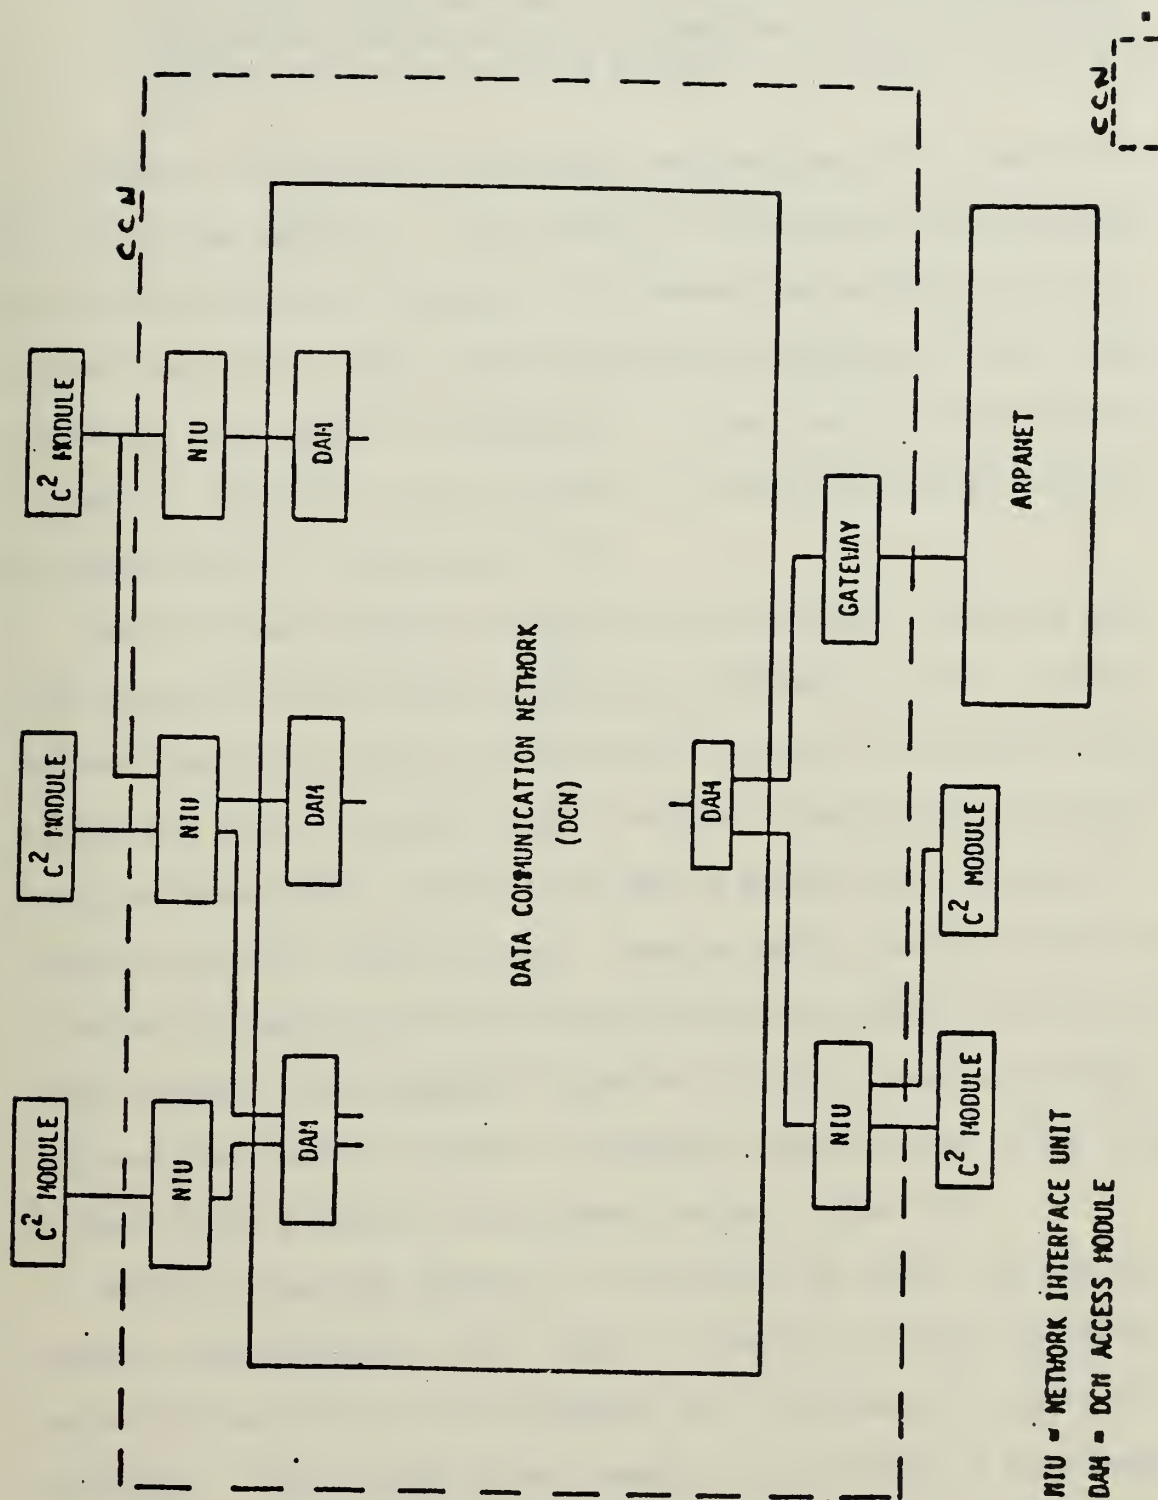 C² MODULE
C² MODULE
C² MODULE
CCN
NIU
NIU
NIU
DAM
DAM
DAM
DATA COMMUNICATION NETWORK
(DCN)
DAM
NIU
GATEWAY
C² MODULE
C² MODULE
ARPANET
NIU = NETWORK INTERFACE UNIT
DAM = DCN ACCESS MODULE
CCN
=